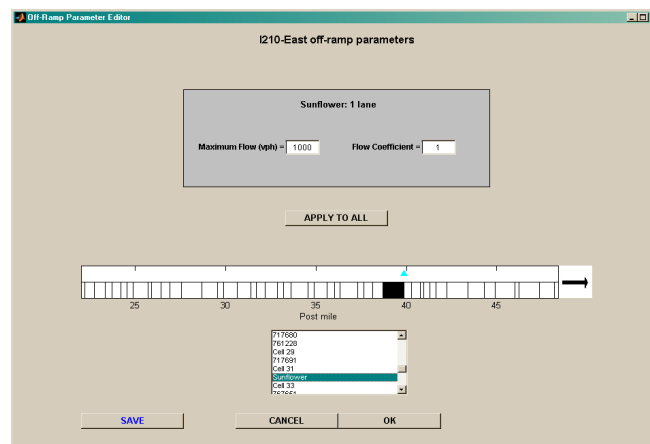 Off-Ramp Parameter Editor
I210-East off-ramp parameters
Sunflower: 1 lane
Maximum Flow (vph) = 1000 Flow Coefficient = 1
APPLY TO ALL
25 30 35 40 45
Post mile
717680
761228
Cell 29
717691
Cell 31
Sunflower
Cell 33
767651
SAVE CANCEL OK